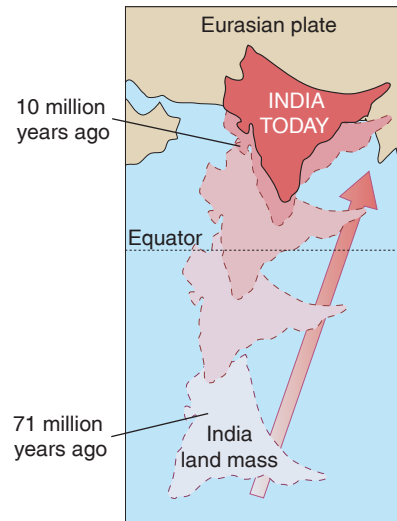 Eurasian plate
10 million
years ago
INDIA
TODAY
Equator
71 million
years ago
India
land mass